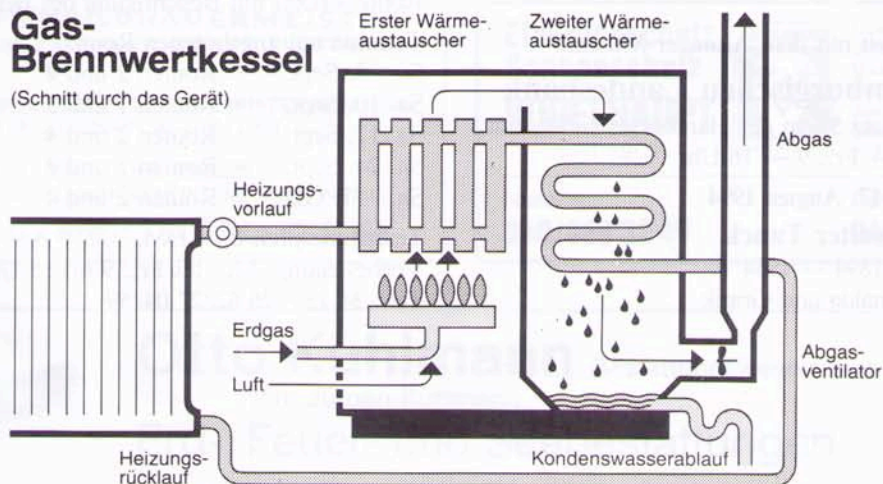 Gas-
Brennwertkessel
(Schnitt durch das Gerät)
Erster Wärme-
austauscher
Zweiter Wärme-
austauscher
Abgas
Heizungs-
vorlauf
Erdgas
Luft
Abgas-
ventilator
Heizungs-
rücklauf
Kondenswasserablauf